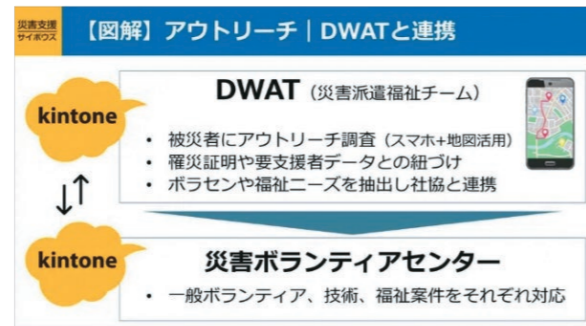 災害支援
サイボウズ
【図解】アウトリーチ｜DWATと連携
kintone
DWAT（災害派遣福祉チーム）
・ 被災者にアウトリーチ調査（スマホ+地図活用）
・ 罹災証明や要支援者データとの紐づけ
・ ボラセンや福祉ニーズを抽出し社協と連携
↓↑
kintone
災害ボランティアセンター
・ 一般ボランティア、技術、福祉案件をそれぞれ対応